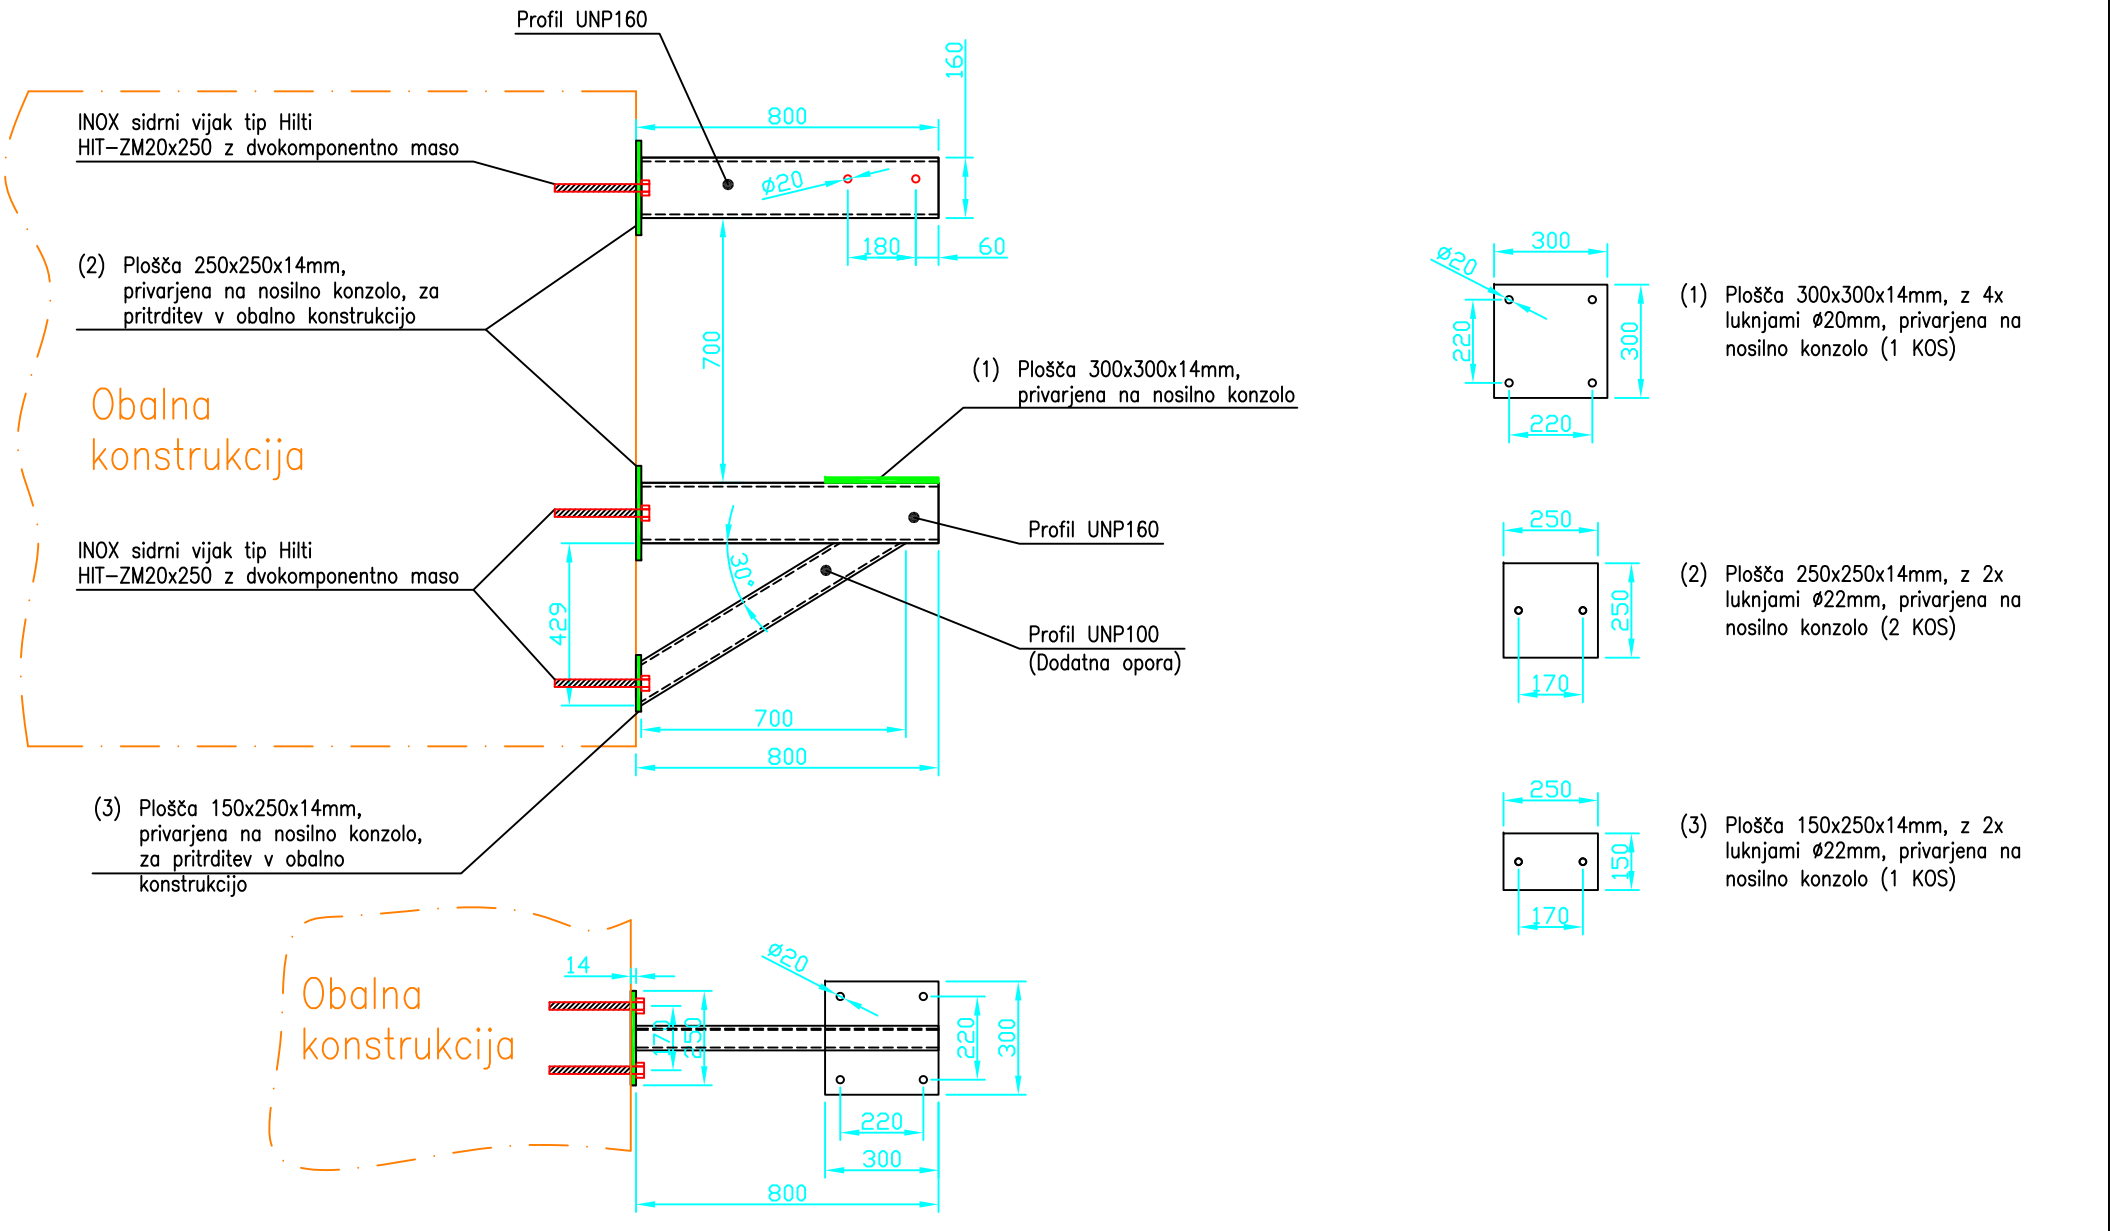 Profil UNP160
160
800
INOX sidrni vijak tip Hilti
HIT-ZM20x250 z dvokomponentno maso
ø20
180
60
(2) Plošča 250x250x14mm,
privarjena na nosilno konzolo, za
pritrditev v obalno konstrukcijo
700
(1) Plošča 300x300x14mm,
privarjena na nosilno konzolo
Obalna
konstrukcija
Profil UNP160
INOX sidrni vijak tip Hilti
HIT-ZM20x250 z dvokomponentno maso
30°
429
Profil UNP100
(Dodatna opora)
700
800
(3) Plošča 150x250x14mm,
privarjena na nosilno konzolo,
za pritrditev v obalno
konstrukcijo
300
ø20
220
300
220
(1) Plošča 300x300x14mm, z 4x
luknjami ø20mm, privarjena na
nosilno konzolo (1 KOS)
250
250
170
(2) Plošča 250x250x14mm, z 2x
luknjami ø22mm, privarjena na
nosilno konzolo (2 KOS)
250
150
170
(3) Plošča 150x250x14mm, z 2x
luknjami ø22mm, privarjena na
nosilno konzolo (1 KOS)
Obalna
konstrukcija
14
ø20
170
250
220
300
220
300
800